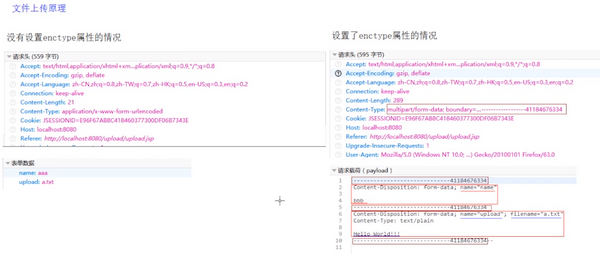 文件上传原理
没有设置enctype属性的情况
请求头 (559 字节)
Accept: text/html,application/xhtml+xm...plication/xml;q=0.9,*/*;q=0.8
Accept-Encoding: gzip, deflate
Accept-Language: zh-CN,zh;q=0.8,zh-TW;q=0.7,zh-HK;q=0.5,en-US;q=0.3,en;q=0.2
Connection: keep-alive
Content-Length: 21
Content-Type: application/x-www-form-urlencoded
Cookie: JSESSIONID=E96F67AB8C418460377300DF06B7343E
Host: localhost:8080
Referer: http://localhost:8080/upload/upload.jsp
表单数据
name: aaa
upload: a.txt
设置了enctype属性的情况
请求头 (595 字节)
Accept: text/html,application/xhtml+xm...plication/xml;q=0.9,*/*;q=0.8
Accept-Encoding: gzip, deflate
Accept-Language: zh-CN,zh;q=0.8,zh-TW;q=0.7,zh-HK;q=0.5,en-US;q=0.3,en;q=0.2
Connection: keep-alive
Content-Length: 289
Content-Type: multipart/form-data; boundary=...---------------------41184676334
Cookie: JSESSIONID=E96F67AB8C418460377300DF06B7343E
Host: localhost:8080
Referer: http://localhost:8080/upload/upload.jsp
Upgrade-Insecure-Requests: 1
User-Agent: Mozilla/5.0 (Windows NT 10.0; ...) Gecko/20100101 Firefox/63.0
请求载荷 (payload)
1 -----------------------------41184676334
2 Content-Disposition: form-data; name="name"
3
4 bbb
5 -----------------------------41184676334
6 Content-Disposition: form-data; name="upload"; filename="a.txt"
7 Content-Type: text/plain
8
9 Hello World!!!
10 -----------------------------41184676334--